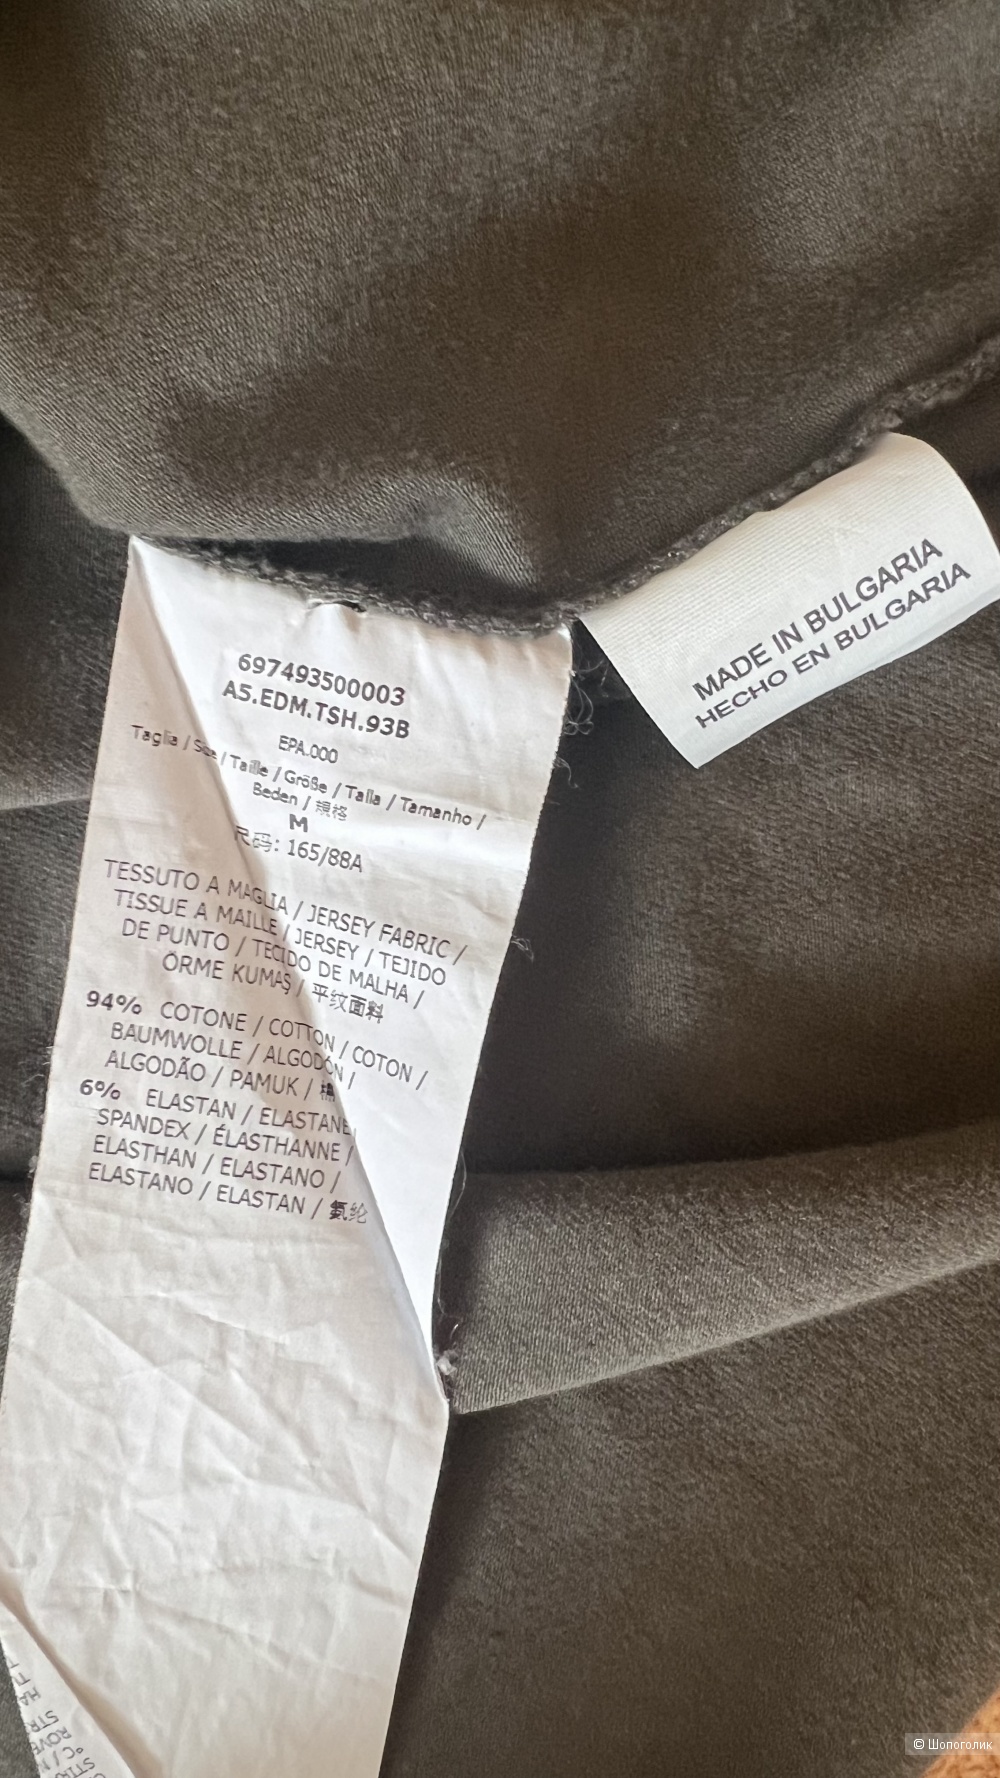 697493500003
A5.EDM.TSH.93B
EPA.000
Taglia / Size / Taille / Größe / Talla / Tamanho /
Beden / 規格
M
尺码: 165/88A
TESSUTO A MAGLIA / JERSEY FABRIC /
TISSUE A MAILLE / JERSEY / TEJIDO
DE PUNTO / TECIDO DE MALHA /
ÖRME KUMAŞ / 平纹面料
94% COTONE / COTTON / COTON /
BAUMWOLLE / ALGODÓN /
ALGODÃO / PAMUK /
6% ELASTAN / ELASTANE
SPANDEX / ÉLASTHANNE /
ELASTHAN / ELASTANO /
ELASTANO / ELASTAN / 氨纶
MADE IN BULGARIA
HECHO EN BULGARIA
© Шопоголик